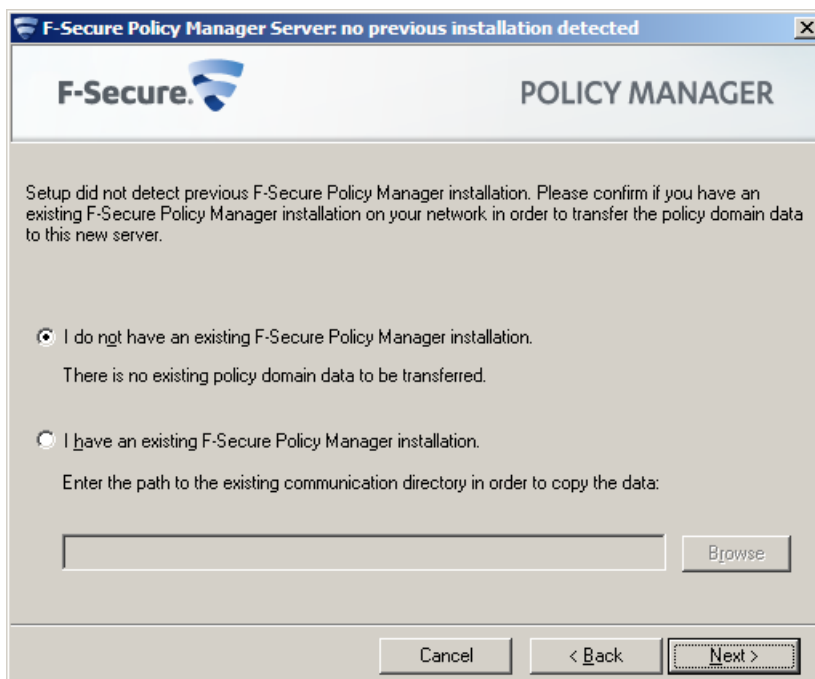 F-Secure Policy Manager Server: no previous installation detected
F-Secure.
POLICY MANAGER
Setup did not detect previous F-Secure Policy Manager installation. Please confirm if you have an
existing F-Secure Policy Manager installation on your network in order to transfer the policy domain data
to this new server.
I do not have an existing F-Secure Policy Manager installation.
There is no existing policy domain data to be transferred.
I have an existing F-Secure Policy Manager installation.
Enter the path to the existing communication directory in order to copy the data:
Browse
Cancel
< Back
Next >